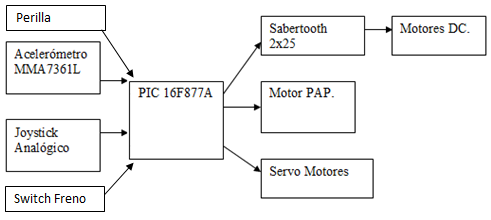 Perilla
Acelerómetro
MMA7361L
Joystick
Analógico
Switch Freno
PIC 16F877A
Sabertooth
2x25
Motores DC.
Motor PAP.
Servo Motores